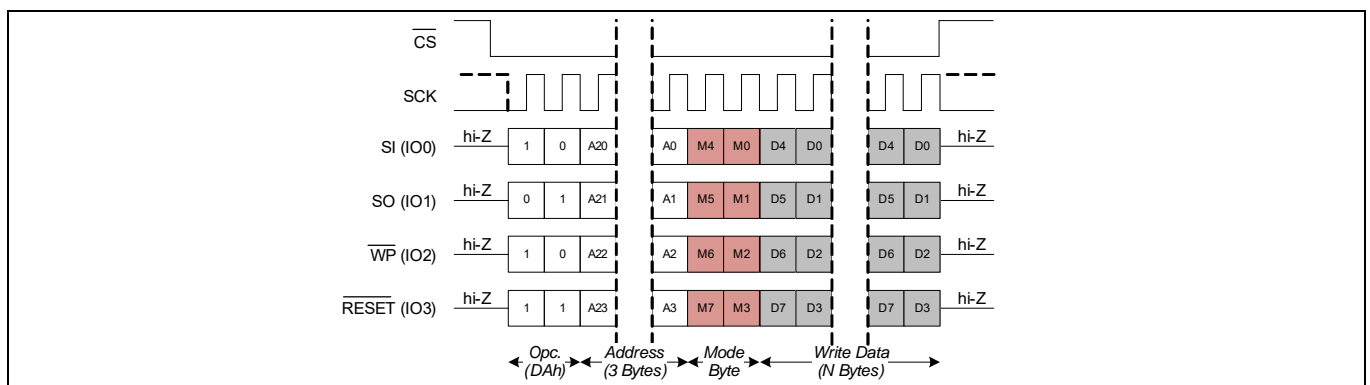 CS
SCK
SI (IO0) hi-Z 1 0 A20 A0 M4 M0 D4 D0 D4 D0 hi-Z
SO (IO1) hi-Z 0 1 A21 A1 M5 M1 D5 D1 D5 D1 hi-Z
WP (IO2) hi-Z 1 0 A22 A2 M6 M2 D6 D2 D6 D2 hi-Z
RESET (IO3) hi-Z 1 1 A23 A3 M7 M3 D7 D3 D7 D3 hi-Z
Opc. Address Mode Write Data
(DAh) (3 Bytes) Byte (N Bytes)